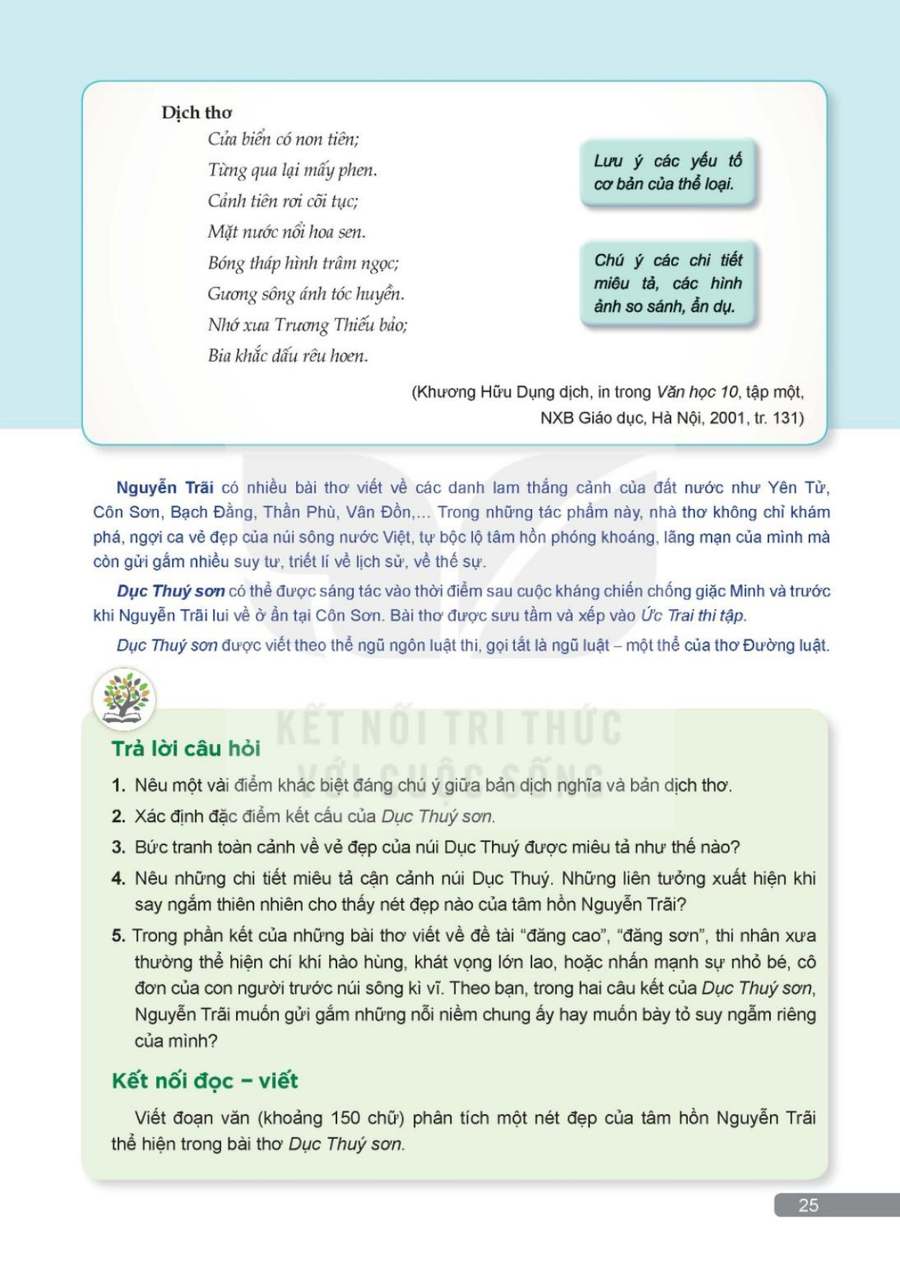 Dịch thơ
Cửa biển có non tiên;
Từng qua lại mấy phen.
Cảnh tiên rơi cõi tục;
Mặt nước nổi hoa sen.
Bóng tháp hình trâm ngọc;
Gương sông ánh tóc huyền.
Nhớ xưa Trương Thiếu bảo;
Bia khắc dấu rêu hoen.
Lưu ý các yếu tố
cơ bản của thể loại.
Chú ý các chi tiết
miêu tả, các hình
ảnh so sánh, ẩn dụ.
(Khương Hữu Dụng dịch, in trong Văn học 10, tập một,
NXB Giáo dục, Hà Nội, 2001, tr. 131)
Nguyễn Trãi có nhiều bài thơ viết về các danh lam thắng cảnh của đất nước như Yên Tử,
Côn Sơn, Bạch Đằng, Thần Phù, Vân Đồn,... Trong những tác phẩm này, nhà thơ không chỉ khám
phá, ngợi ca vẻ đẹp của núi sông nước Việt, tự bộc lộ tâm hồn phóng khoáng, lãng mạn của mình mà
còn gửi gắm nhiều suy tư, triết lí về lịch sử, về thế sự.
Dục Thuý sơn có thể được sáng tác vào thời điểm sau cuộc kháng chiến chống giặc Minh và trước
khi Nguyễn Trãi lui về ở ẩn tại Côn Sơn. Bài thơ được sưu tầm và xếp vào Ức Trai thi tập.
Dục Thuý sơn được viết theo thể ngũ ngôn luật thi, gọi tắt là ngũ luật – một thể của thơ Đường luật.
KẾT NỐI TRI THỨC
VỚI CUỘC SỐNG
Trả lời câu hỏi
1. Nêu một vài điểm khác biệt đáng chú ý giữa bản dịch nghĩa và bản dịch thơ.
2. Xác định đặc điểm kết cấu của Dục Thuý sơn.
3. Bức tranh toàn cảnh về vẻ đẹp của núi Dục Thuý được miêu tả như thế nào?
4. Nêu những chi tiết miêu tả cận cảnh núi Dục Thuý. Những liên tưởng xuất hiện khi
say ngắm thiên nhiên cho thấy nét đẹp nào của tâm hồn Nguyễn Trãi?
5. Trong phần kết của những bài thơ viết về đề tài “đăng cao”, “đăng sơn”, thi nhân xưa
thường thể hiện chí khí hào hùng, khát vọng lớn lao, hoặc nhấn mạnh sự nhỏ bé, cô
đơn của con người trước núi sông kì vĩ. Theo bạn, trong hai câu kết của Dục Thuý sơn,
Nguyễn Trãi muốn gửi gắm những nỗi niềm chung ấy hay muốn bày tỏ suy ngẫm riêng
của mình?
Kết nối đọc – viết
Viết đoạn văn (khoảng 150 chữ) phân tích một nét đẹp của tâm hồn Nguyễn Trãi
thể hiện trong bài thơ Dục Thuý sơn.
25